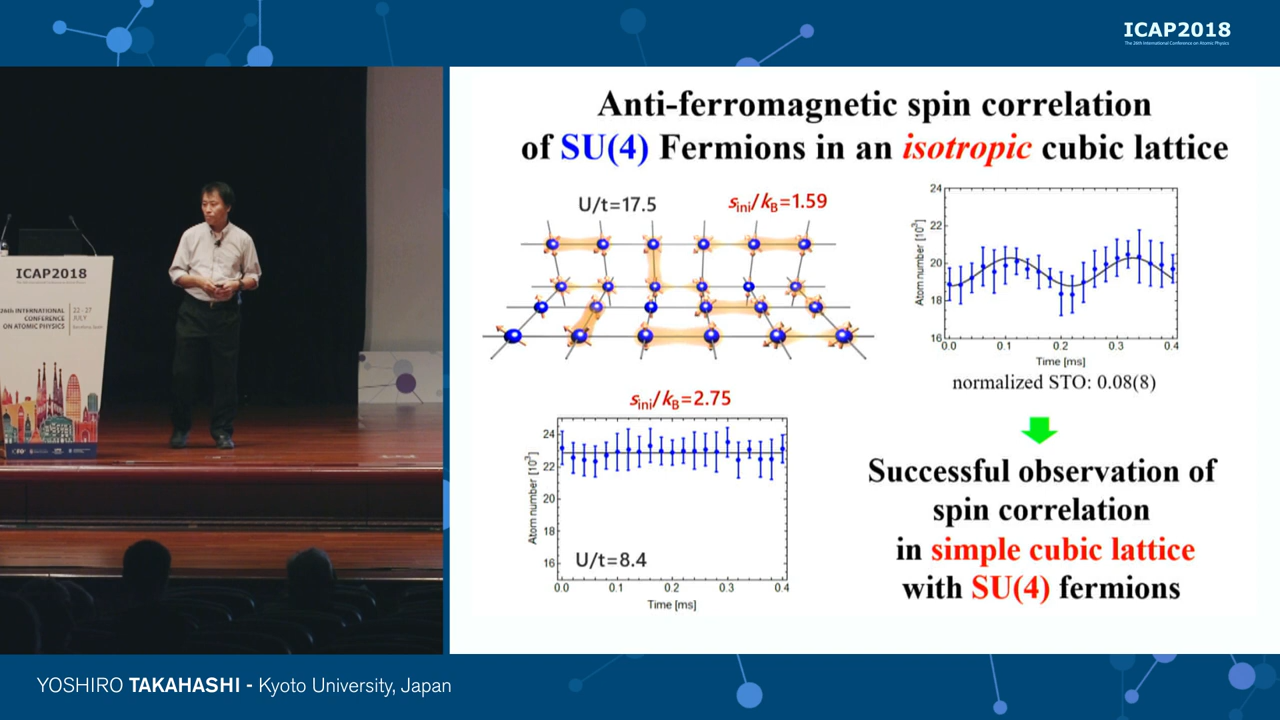 ICAP2018
The 26th International Conference on Atomic Physics
Anti-ferromagnetic spin correlation
of SU(4) Fermions in an isotropic cubic lattice
U/t=17.5
sini/kB=1.59
24
22
20
18
16
Atom number [10³]
0.0 0.1 0.2 0.3 0.4
Time [ms]
normalized STO: 0.08(8)
sini/kB=2.75
24
22
20
18
16
Atom number [10³]
U/t=8.4
0.0 0.1 0.2 0.3 0.4
Time [ms]
Successful observation of
spin correlation
in simple cubic lattice
with SU(4) fermions
ICAP2018
26th INTERNATIONAL
CONFERENCE
ON ATOMIC PHYSICS
22 - 27
JULY
YOSHIRO TAKAHASHI - Kyoto University, Japan